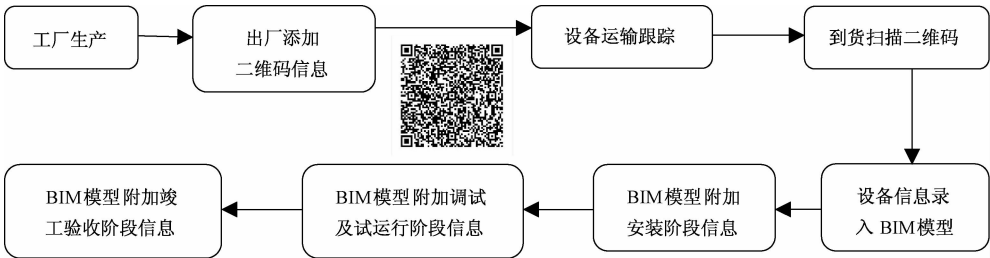 工厂生产
出厂添加
二维码信息
设备运输跟踪
到货扫描二维码
设备信息录
入 BIM模型
BIM模型附加
安装阶段信息
BIM模型附加调试
及试运行阶段信息
BIM模型附加竣
工验收阶段信息